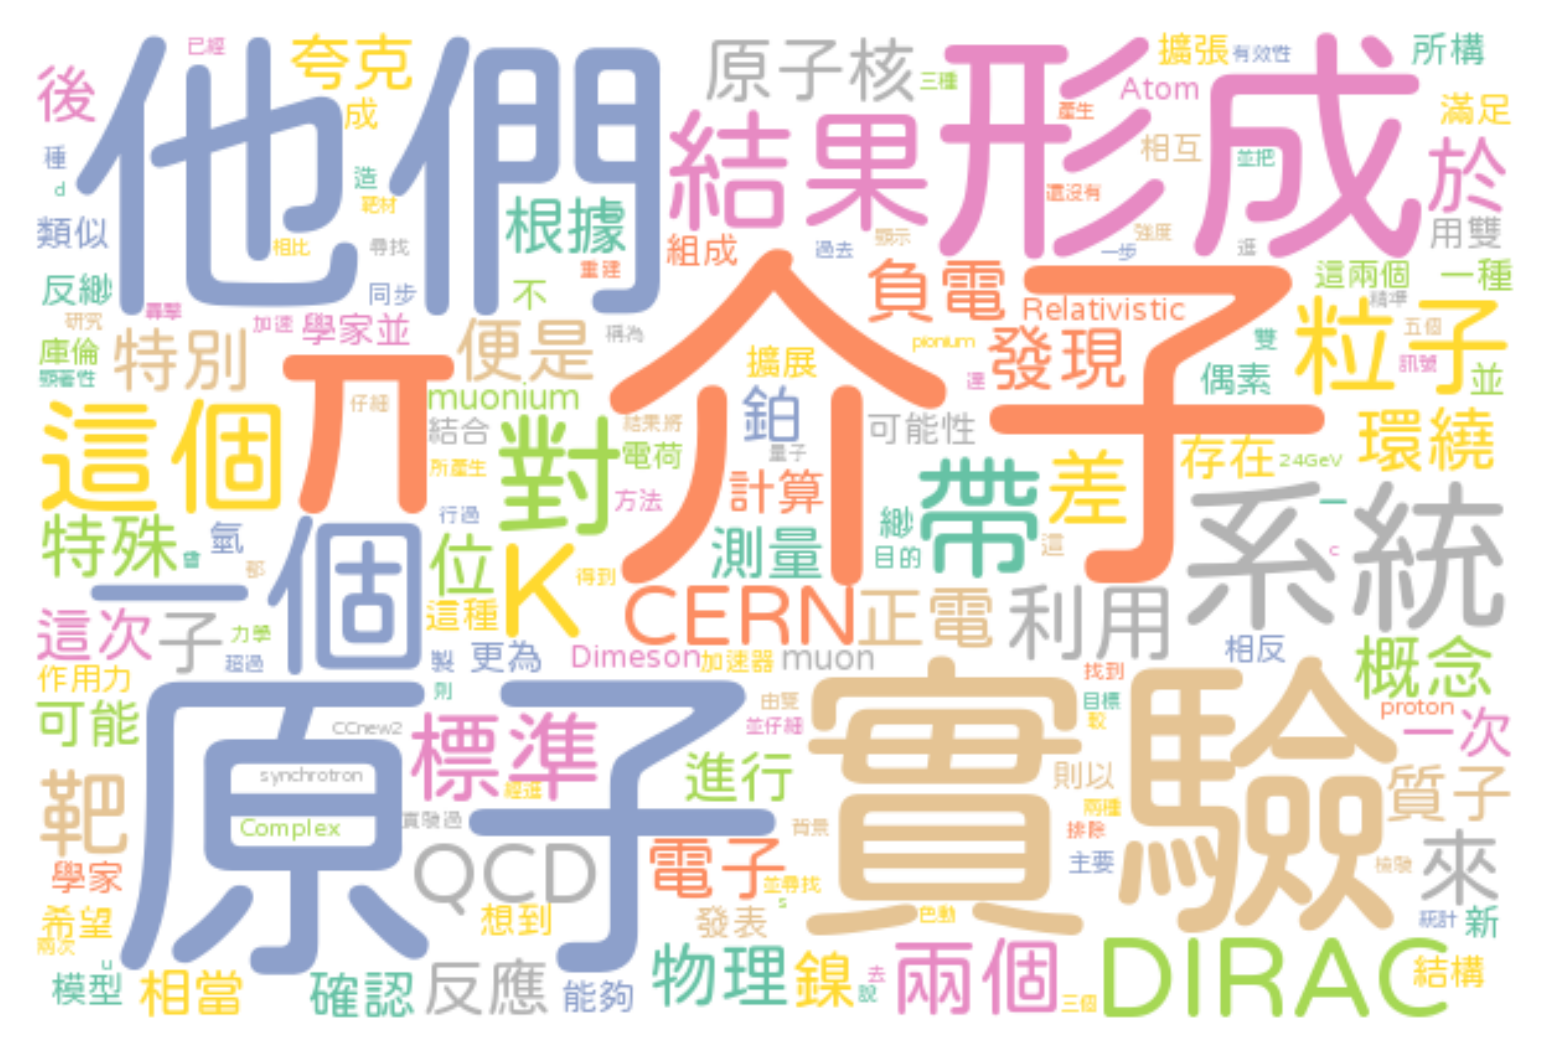 他們
形成
已經
夸克
原子核
三種
擴張
有效性
所構
後
成
結果
Atom
產生
滿足
種
d
造
靶材
根據
相互
並把
於
還沒有
類似
相比
尋找
組成
過去
顯示
強度
一步
逛
用雙
反緲
重建
同步
不
介子
負電
Relativistic
這兩個
一種
精準
研究
尋擊
加速
學家並
特別
便是
稱為
pionium
發現
雙
粒子
五個
訊號
庫倫
顯著性
π
擴展
達
偶素
並
仔細
muonium
鉑
這個
結合
對
結果將
可能性
環繞
量子
電荷
所產生
存在
24GeV
計算
帶
差
方法
系統
一
特殊
氫
行過
位
K
測量
緲
目的
這
c
曾
都
得到
一個
CERN
正電
利用
這次
子
力學
這種
超過
製
更為
Dimeson
加速器
muon
相反
概念
作用力
找到
可能
原子
則
由雙
實驗
目標
proton
CCnew2
標準
並仔細
較
一次
synchrotron
經進
進行
則以
質子
靶
Complex
實驗過
背景
兩種
排除
學家
QCD
電子
並尋找
主要
檢驗
來
s
希望
想到
發表
色動
統計
新
兩次
u
模型
相當
確認
反應
能夠
物理
鎳
去
說
兩個
三個
DIRAC
結構